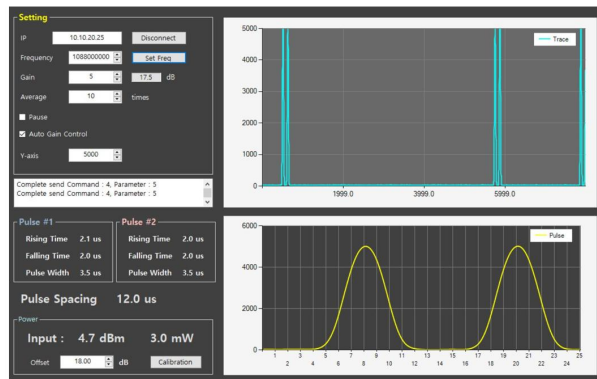 Setting
IP 10.10.20.25 Disconnect
Frequency 1088000000 Set Freq
Gain 5 17.5 dB
Average 10 times
Pause
Auto Gain Control
Y-axis 5000
Complete send Command : 4, Parameter : 5
Complete send Command : 4, Parameter : 5
Pulse #1
Rising Time 2.1 us
Falling Time 2.0 us
Pulse Width 3.5 us
Pulse #2
Rising Time 2.0 us
Falling Time 2.0 us
Pulse Width 3.5 us
Pulse Spacing 12.0 us
Power
Input : 4.7 dBm 3.0 mW
Offset 18.00 dB Calibration
5000
Trace
4000
3000
2000
1000
0
1999.0 3999.0 5999.0
6000
Pulse
4000
2000
0
1 3 5 7 9 11 13 15 17 19 21 23 25
2 4 6 8 10 12 14 16 18 20 22 24